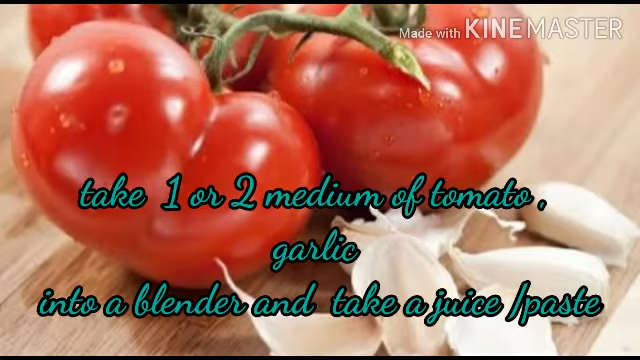 Made with KINEMASTER
take 1 or 2 medium of tomato ,
garlic
into a blender and take a juice /paste